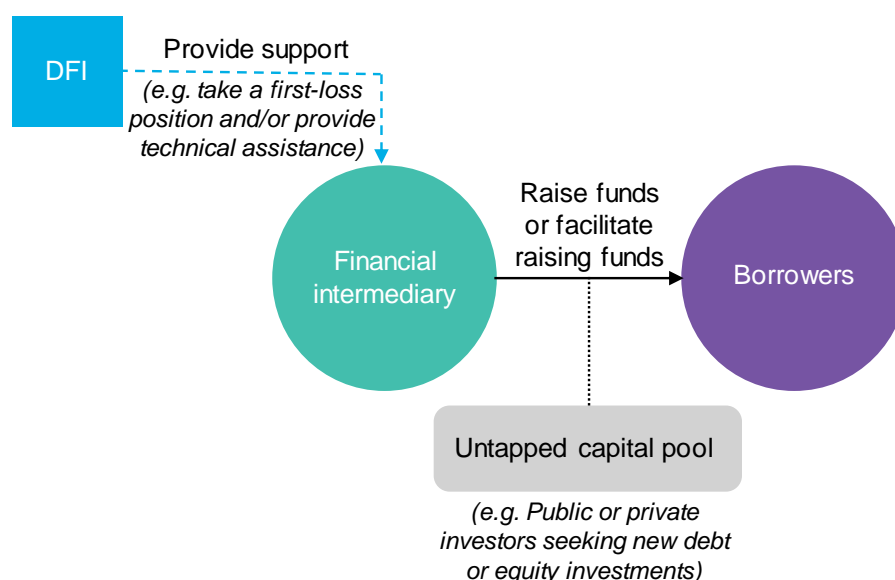 DFI
Provide support
(e.g. take a first-loss
position and/or provide
technical assistance)
Financial
intermediary
Raise funds
or facilitate
raising funds
Borrowers
Untapped capital pool
(e.g. Public or private
investors seeking new debt
or equity investments)